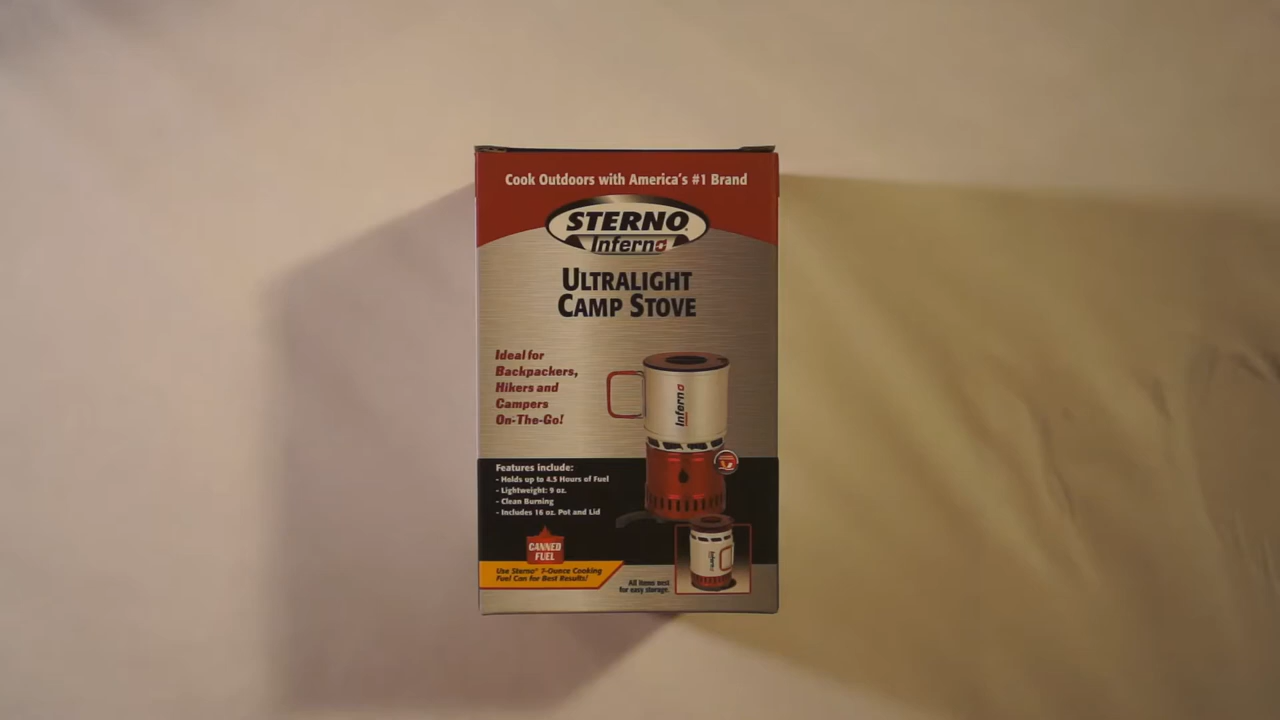 Cook Outdoors with America's #1 Brand
STERNO
Inferno
ULTRALIGHT
CAMP STOVE
Ideal for
Backpackers,
Hikers and
Campers
On-The-Go!
Inferno
Features include:
- Holds up to 4.5 Hours of Fuel
- Lightweight: 9 oz.
- Clean Burning
- Includes 16 oz. Pot and Lid
CANNED
FUEL
Use Sterno® 7-Ounce Cooking
Fuel Can for Best Results!
All items nest
for easy storage.